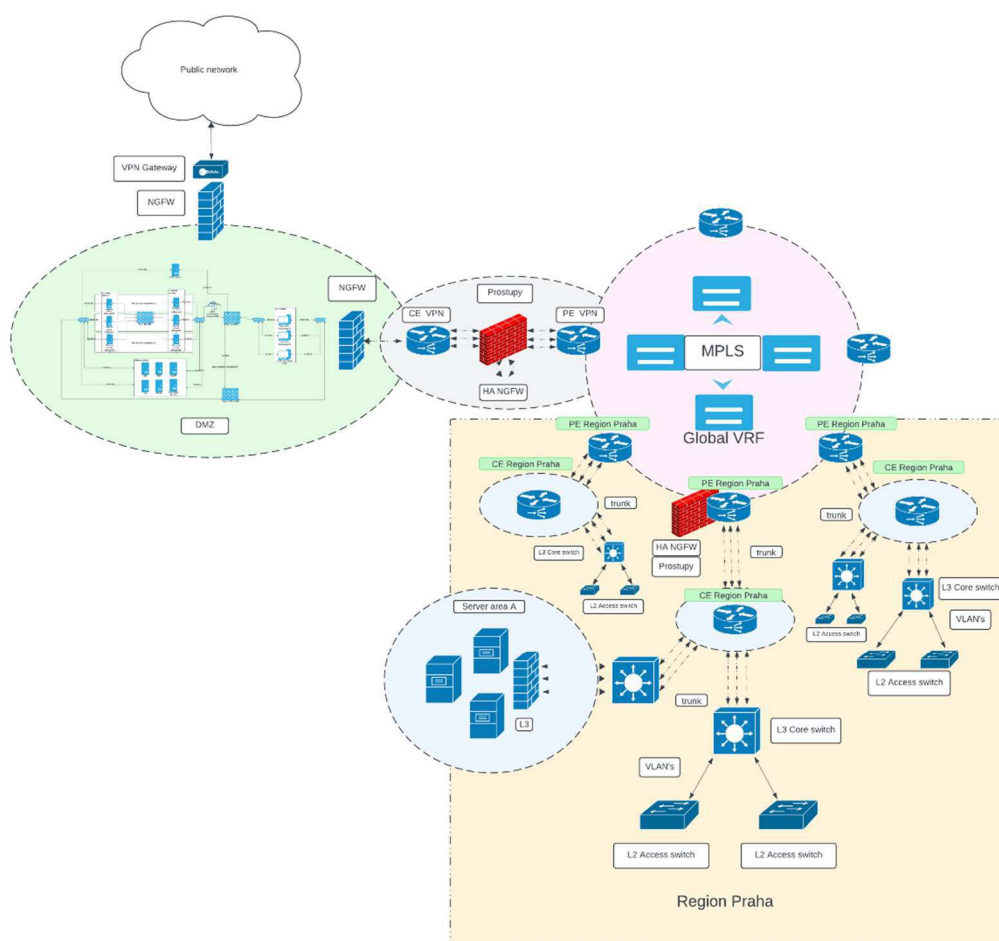 Public network
VPN Gateway
NGFW
NGFW
DMZ
Prostupy
CE VPN
PE VPN
HA NGFW
MPLS
Global VRF
PE Region Praha
PE Region Praha
CE Region Praha
CE Region Praha
PE Region Praha
trunk
trunk
HA NGFW
trunk
Prostupy
L3 Core switch
L2 Access switch
L3 Core switch
VLAN's
L2 Access switch
L2 Access switch
CE Region Praha
Server area A
L3
trunk
L3 Core switch
VLAN's
L2 Access switch
L2 Access switch
Region Praha